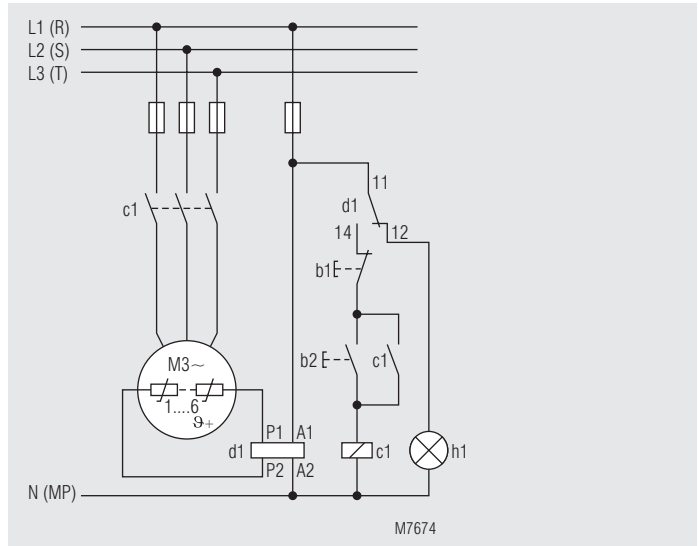 L1 (R)
L2 (S)
L3 (T)
11
d1
c1
14
12
b1
M3~
b2
c1
1....6
ϑ+
P1
A1
d1
c1
h1
P2
A2
N (MP)
M7674